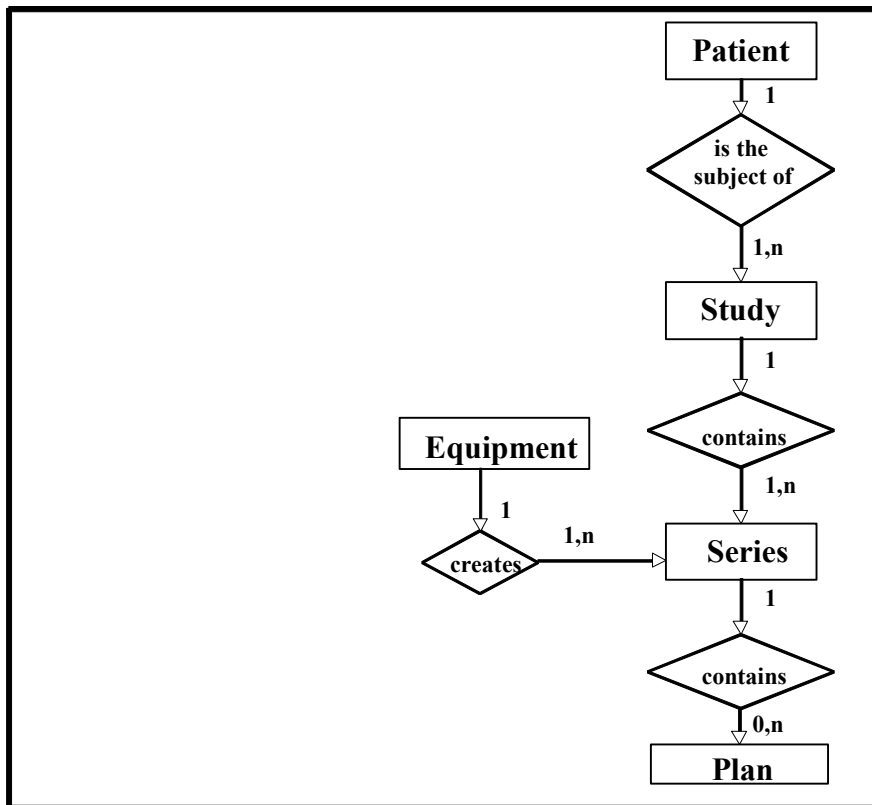 Patient
1
is the
subject of
1,n
Study
1
contains
Equipment
1,n
1
1,n
Series
creates
1
contains
0,n
Plan